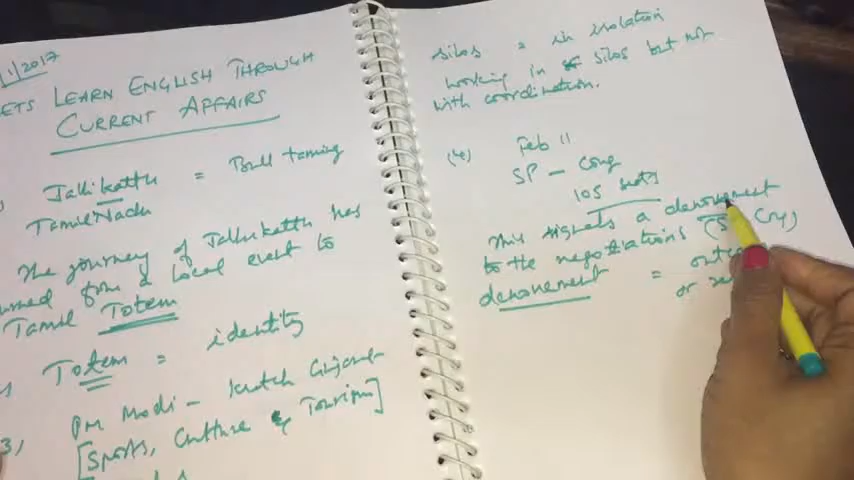 1/2017
LETS LEARN ENGLISH THROUGH
CURRENT AFFAIRS
Jallikattu = Bull taming
TamilNadu
The journey of Jallikattu has
turned from a local event to
Tamil Totem
Totem = identity
3) PM Modi - Kutch Gujarat
[Sports, Culture & Tourism]
silos = in isolation
working in silos but not
with coordination.
(4) Feb 11
SP - Cong
105 seats
This signals a denouement
to the negotiations (S
denouement =
or